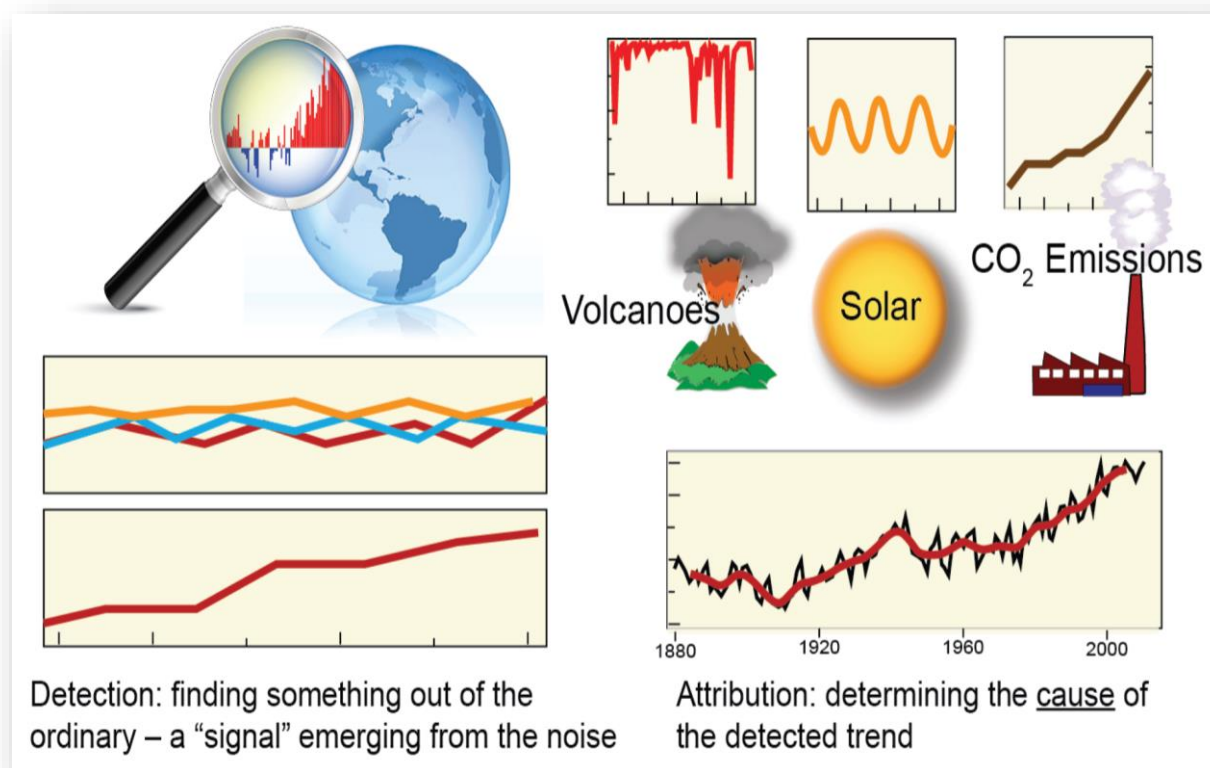 Volcanoes
Solar
CO₂ Emissions
1880
1920
1960
2000
Detection: finding something out of the
ordinary – a “signal” emerging from the noise
Attribution: determining the cause of
the detected trend